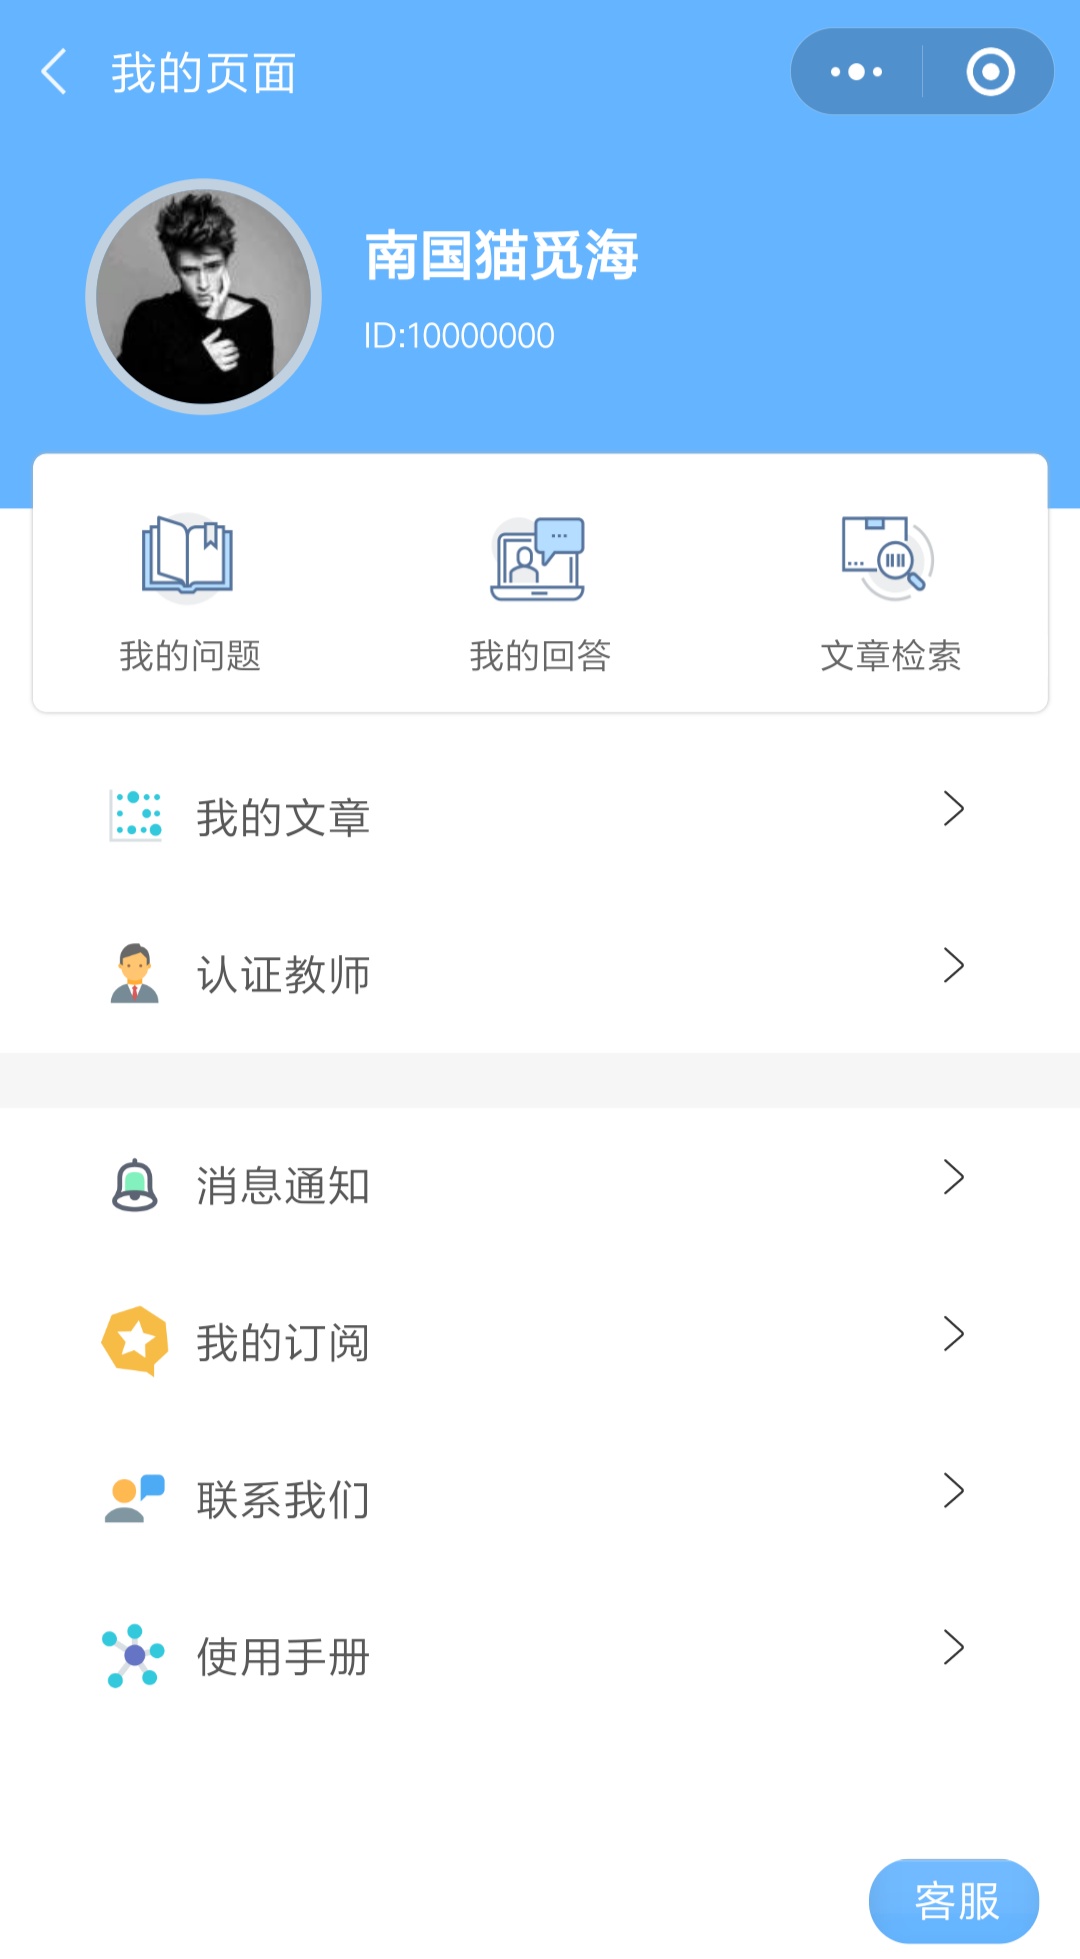 我的页面
南国猫觅海
ID:10000000
我的问题
我的回答
文章检索
我的文章
认证教师
消息通知
我的订阅
联系我们
使用手册
客服